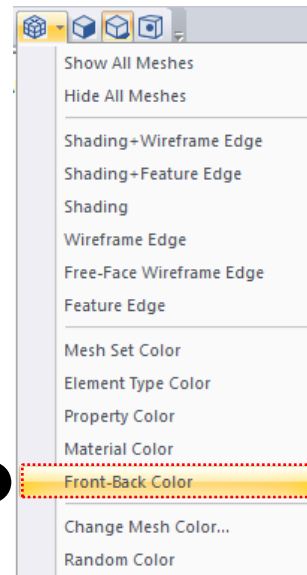 Show All Meshes
Hide All Meshes
Shading+Wireframe Edge
Shading+Feature Edge
Shading
Wireframe Edge
Free-Face Wireframe Edge
Feature Edge
Mesh Set Color
Element Type Color
Property Color
Material Color
Front-Back Color
Change Mesh Color...
Random Color